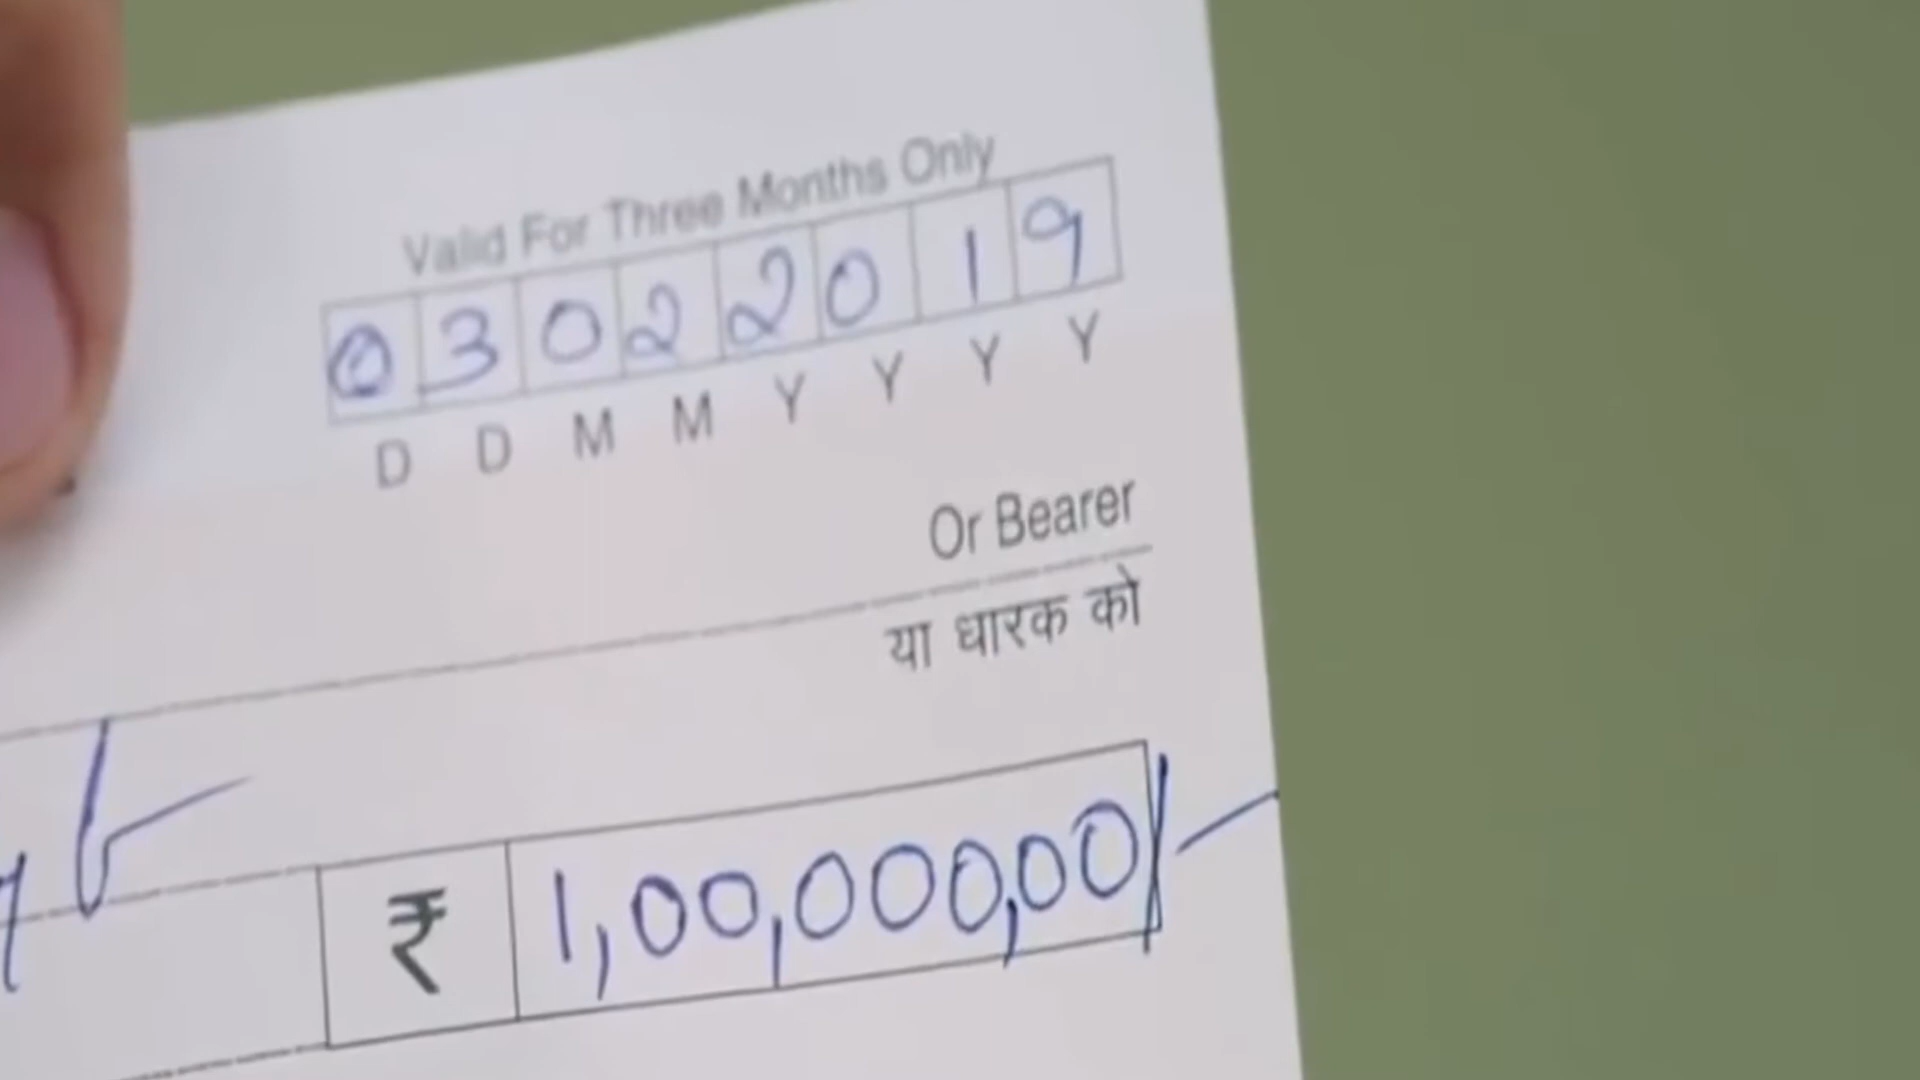 Valid For Three Months Only
03022019
D D M M Y Y Y Y
Or Bearer
या धारक को
₹ 1,00,000,00/-